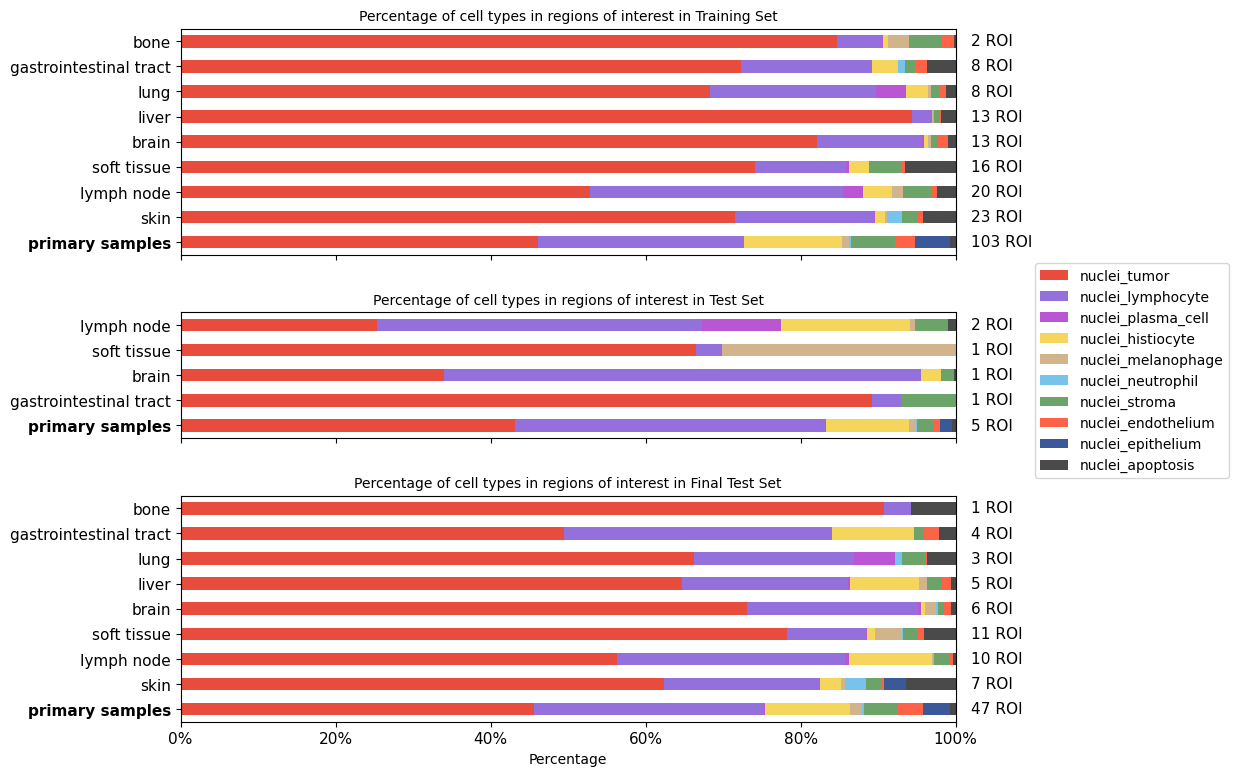 Percentage of cell types in regions of interest in Training Set
bone 2 ROI
gastrointestinal tract 8 ROI
lung 8 ROI
liver 13 ROI
brain 13 ROI
soft tissue 16 ROI
lymph node 20 ROI
skin 23 ROI
primary samples 103 ROI
Percentage of cell types in regions of interest in Test Set
lymph node 2 ROI
soft tissue 1 ROI
brain 1 ROI
gastrointestinal tract 1 ROI
primary samples 5 ROI
nuclei_tumor
nuclei_lymphocyte
nuclei_plasma_cell
nuclei_histiocyte
nuclei_melanophage
nuclei_neutrophil
nuclei_stroma
nuclei_endothelium
nuclei_epithelium
nuclei_apoptosis
Percentage of cell types in regions of interest in Final Test Set
bone 1 ROI
gastrointestinal tract 4 ROI
lung 3 ROI
liver 5 ROI
brain 6 ROI
soft tissue 11 ROI
lymph node 10 ROI
skin 7 ROI
primary samples 47 ROI
0% 20% 40% 60% 80% 100%
Percentage